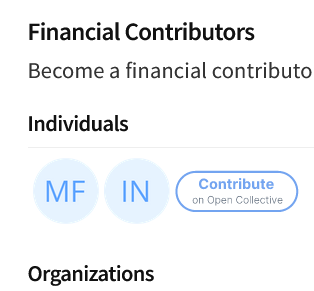 Financial Contributors
Become a financial contributo
Individuals
MF IN Contribute
on Open Collective
Organizations